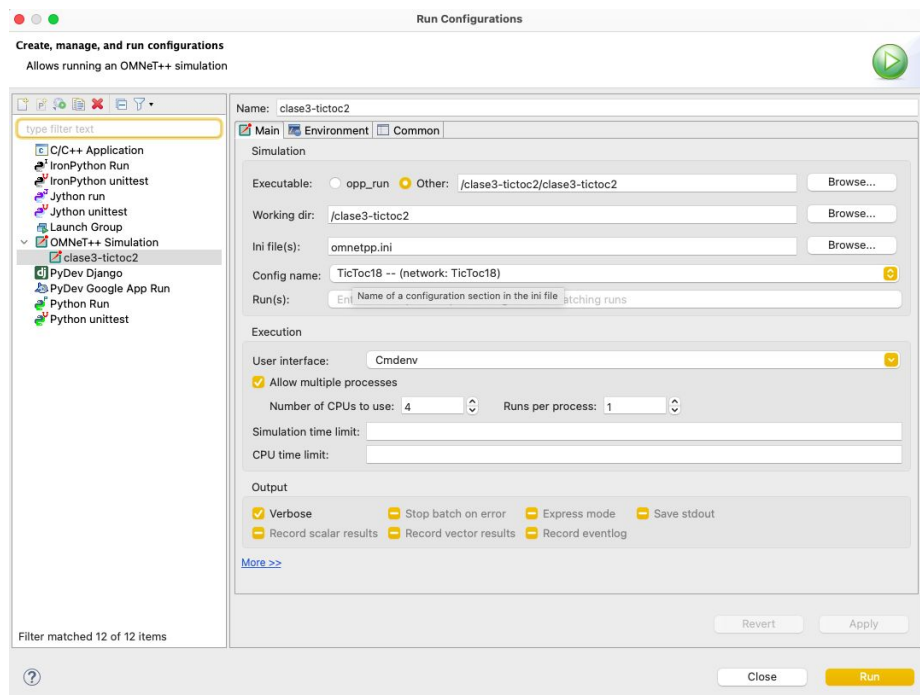 Run Configurations
Create, manage, and run configurations
Allows running an OMNeT++ simulation
type filter text
C/C++ Application
IronPython Run
IronPython unittest
Jython run
Jython unittest
Launch Group
OMNeT++ Simulation
clase3-tictoc2
PyDev Django
PyDev Google App Run
Python Run
Python unittest
Filter matched 12 of 12 items
Name: clase3-tictoc2
Main Environment Common
Simulation
Executable: opp_run Other: /clase3-tictoc2/clase3-tictoc2 Browse...
Working dir: /clase3-tictoc2 Browse...
Ini file(s): omnetpp.ini Browse...
Config name: TicToc18 -- (network: TicToc18)
Run(s): Name of a configuration section in the ini file atching runs
Execution
User interface: Cmdenv
Allow multiple processes
Number of CPUs to use: 4 Runs per process: 1
Simulation time limit:
CPU time limit:
Output
Verbose Stop batch on error Express mode Save stdout
Record scalar results Record vector results Record eventlog
More >>
Revert Apply
Close Run